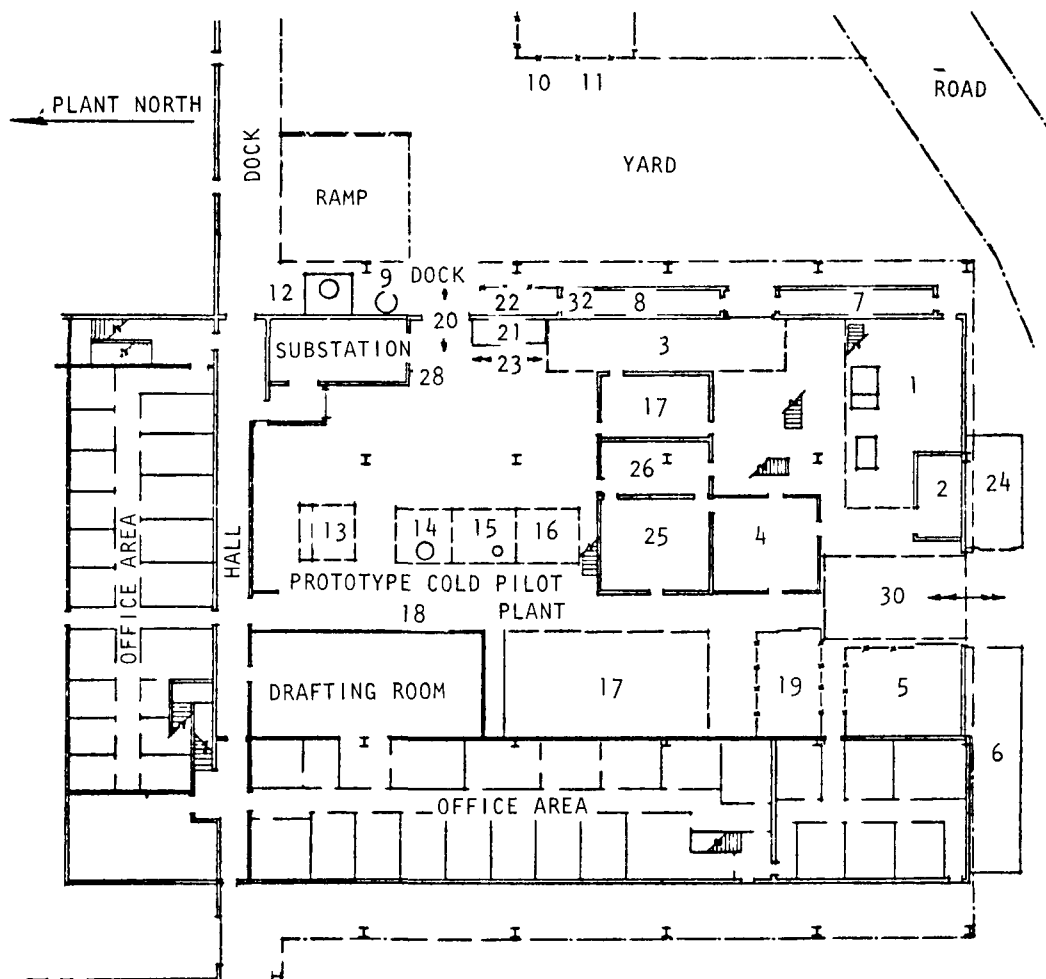 10 11
ROAD
PLANT NORTH
DOCK
YARD
RAMP
9 DOCK
12
22 32 8 7
20
21
SUBSTATION 3
23
28
17 1
26
2 24
13 14 15 16 25 4
OFFICE AREA
HALL
PROTOTYPE COLD PILOT
PLANT
18
30
DRAFTING ROOM 17 19 5
6
OFFICE AREA